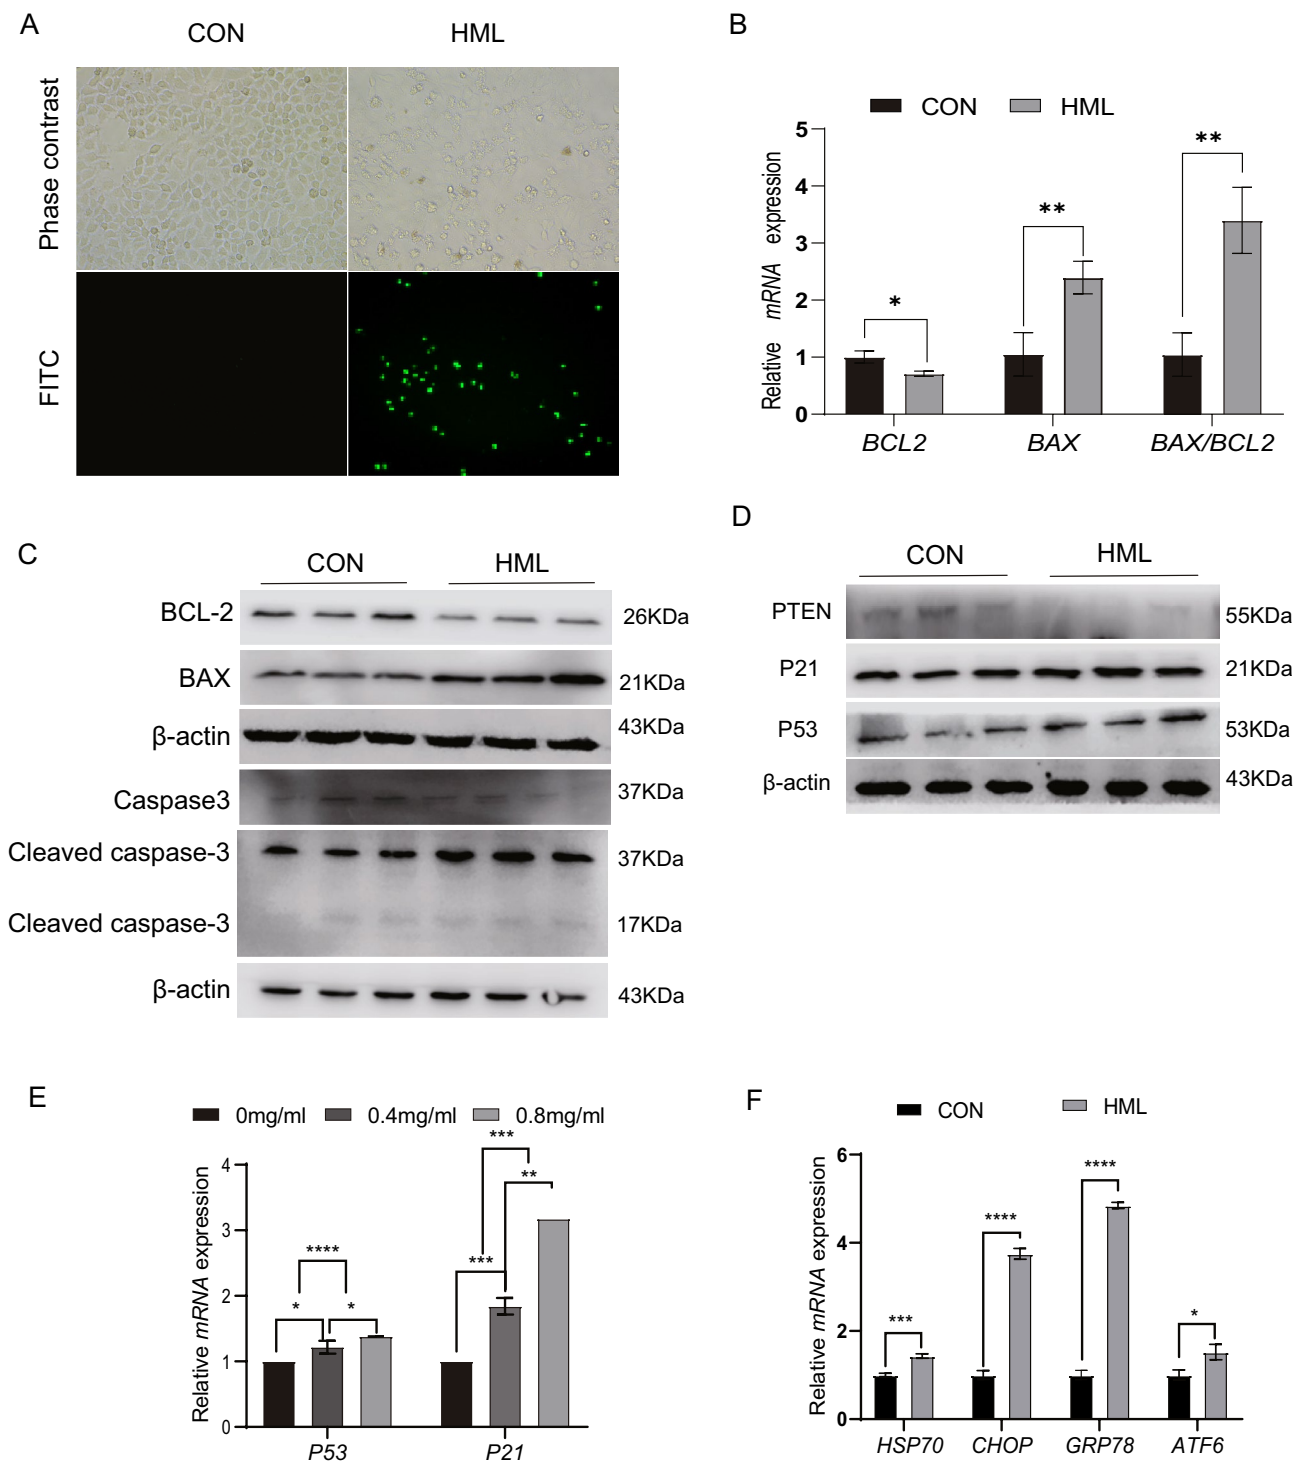 A
CON
HML
Phase contrast
FITC
B
CON
HML
Relative mRNA expression
5
4
3
2
1
0
*
**
**
BCL2
BAX
BAX/BCL2
C
CON
HML
BCL-2
26KDa
BAX
21KDa
β-actin
43KDa
Caspase3
37KDa
Cleaved caspase-3
37KDa
Cleaved caspase-3
17KDa
β-actin
43KDa
D
CON
HML
PTEN
55KDa
P21
21KDa
P53
53KDa
β-actin
43KDa
E
0mg/ml
0.4mg/ml
0.8mg/ml
Relative mRNA expression
4
3
2
1
0
*
****
*
***
***
**
P53
P21
F
CON
HML
Relative mRNA expression
6
4
2
0
***
****
****
*
HSP70
CHOP
GRP78
ATF6